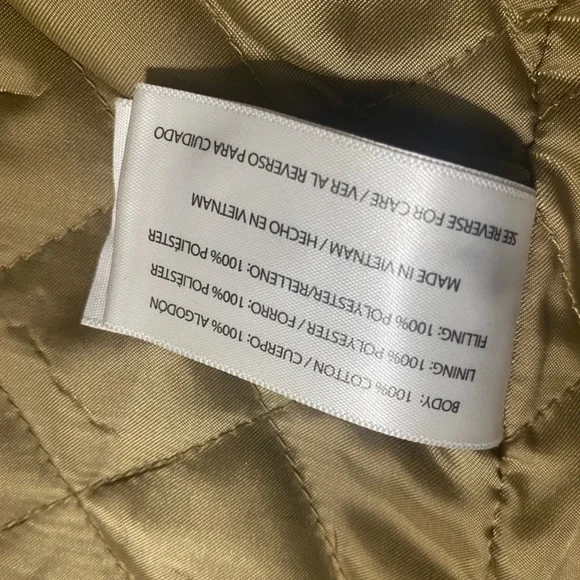 BODY: 100% COTTON / CUERPO: 100% ALGODÓN
LINING: 100% POLYESTER / FORRO: 100% POLIÉSTER
FILLING: 100% POLYESTER/RELLENO: 100% POLIÉSTER
MADE IN VIETNAM / HECHO EN VIETNAM
SEE REVERSE FOR CARE / VER AL REVERSO PARA CUIDADO